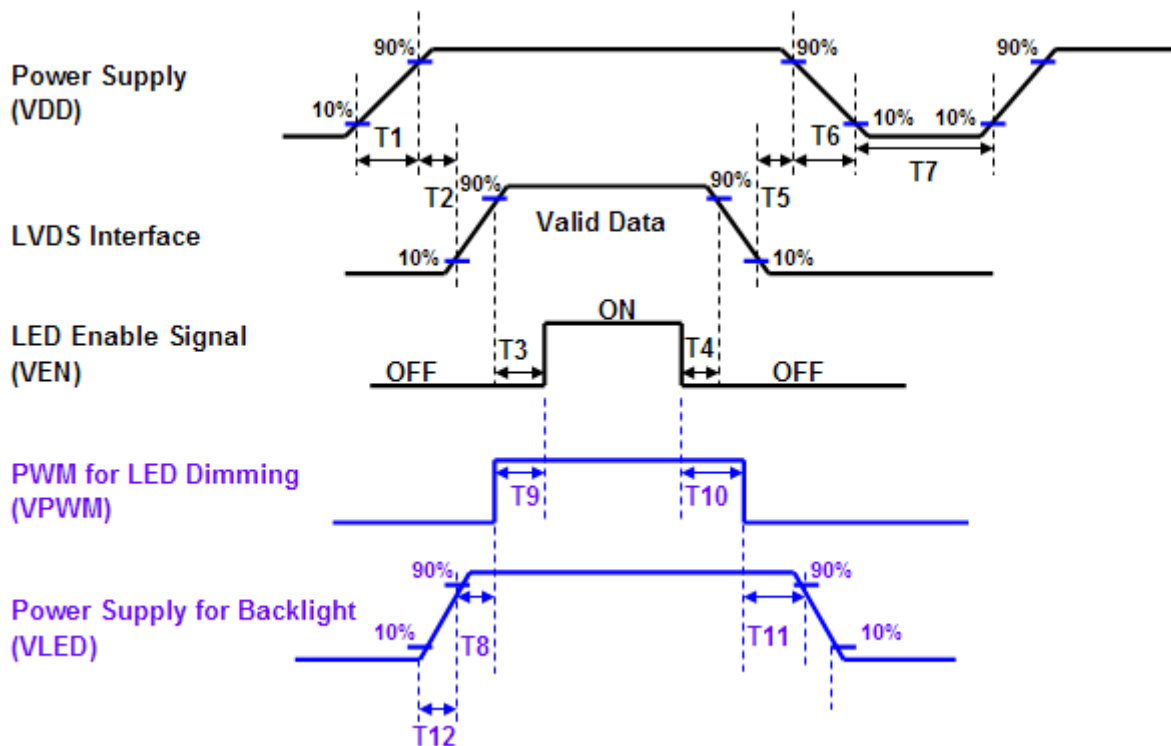 90%
90%
90%
Power Supply
(VDD)
10%
10%
10%
T1
T6
T7
T2
90%
90%
T5
Valid Data
LVDS Interface
10%
10%
ON
LED Enable Signal
(VEN)
T3
T4
OFF
OFF
PWM for LED Dimming
(VPWM)
T9
T10
90%
90%
Power Supply for Backlight
(VLED)
10%
10%
T8
T11
T12